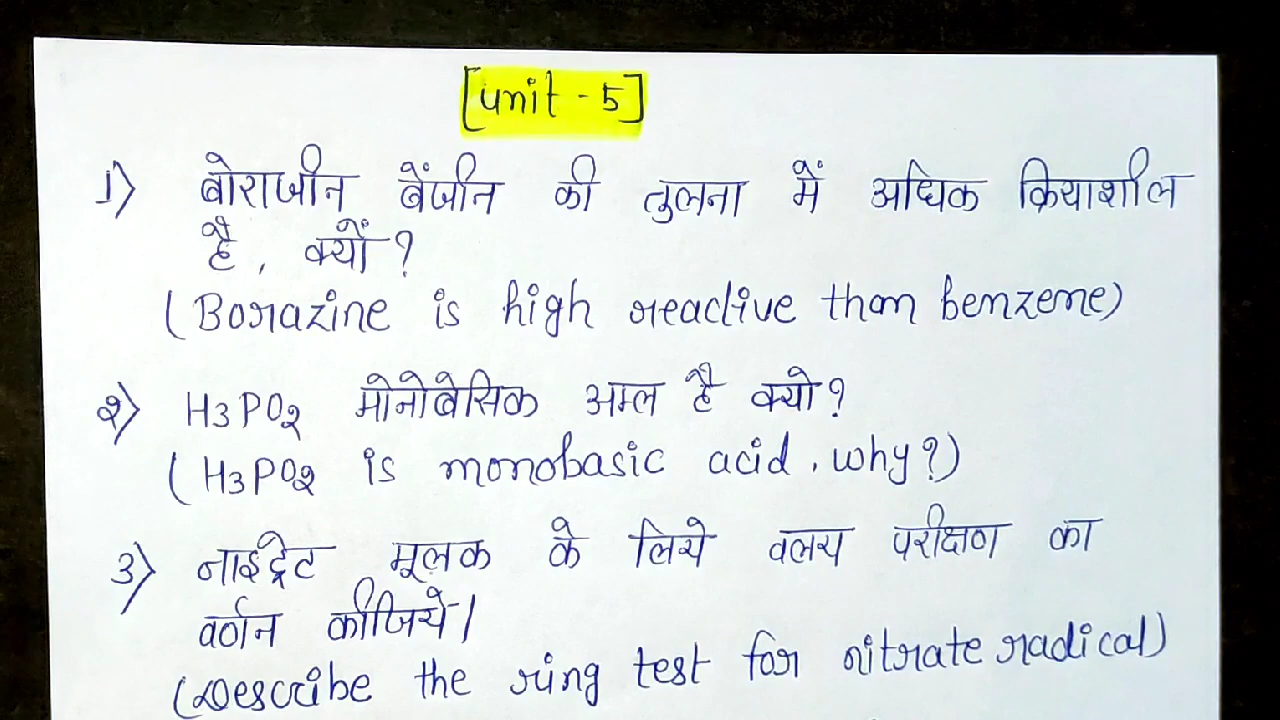 [unit - 5]
1) बोराजीन बेंजीन की तुलना में अधिक क्रियाशील
है, क्यों?
(Borazine is high reactive than benzene)
2) H3PO2 मोनोबेसिक अम्ल है क्यो?
(H3PO2 is monobasic acid, why?)
3) नाइट्रेट मूलक के लिये वलय परीक्षण का
वर्णन कीजिये।
(Describe the ring test for nitrate radical)